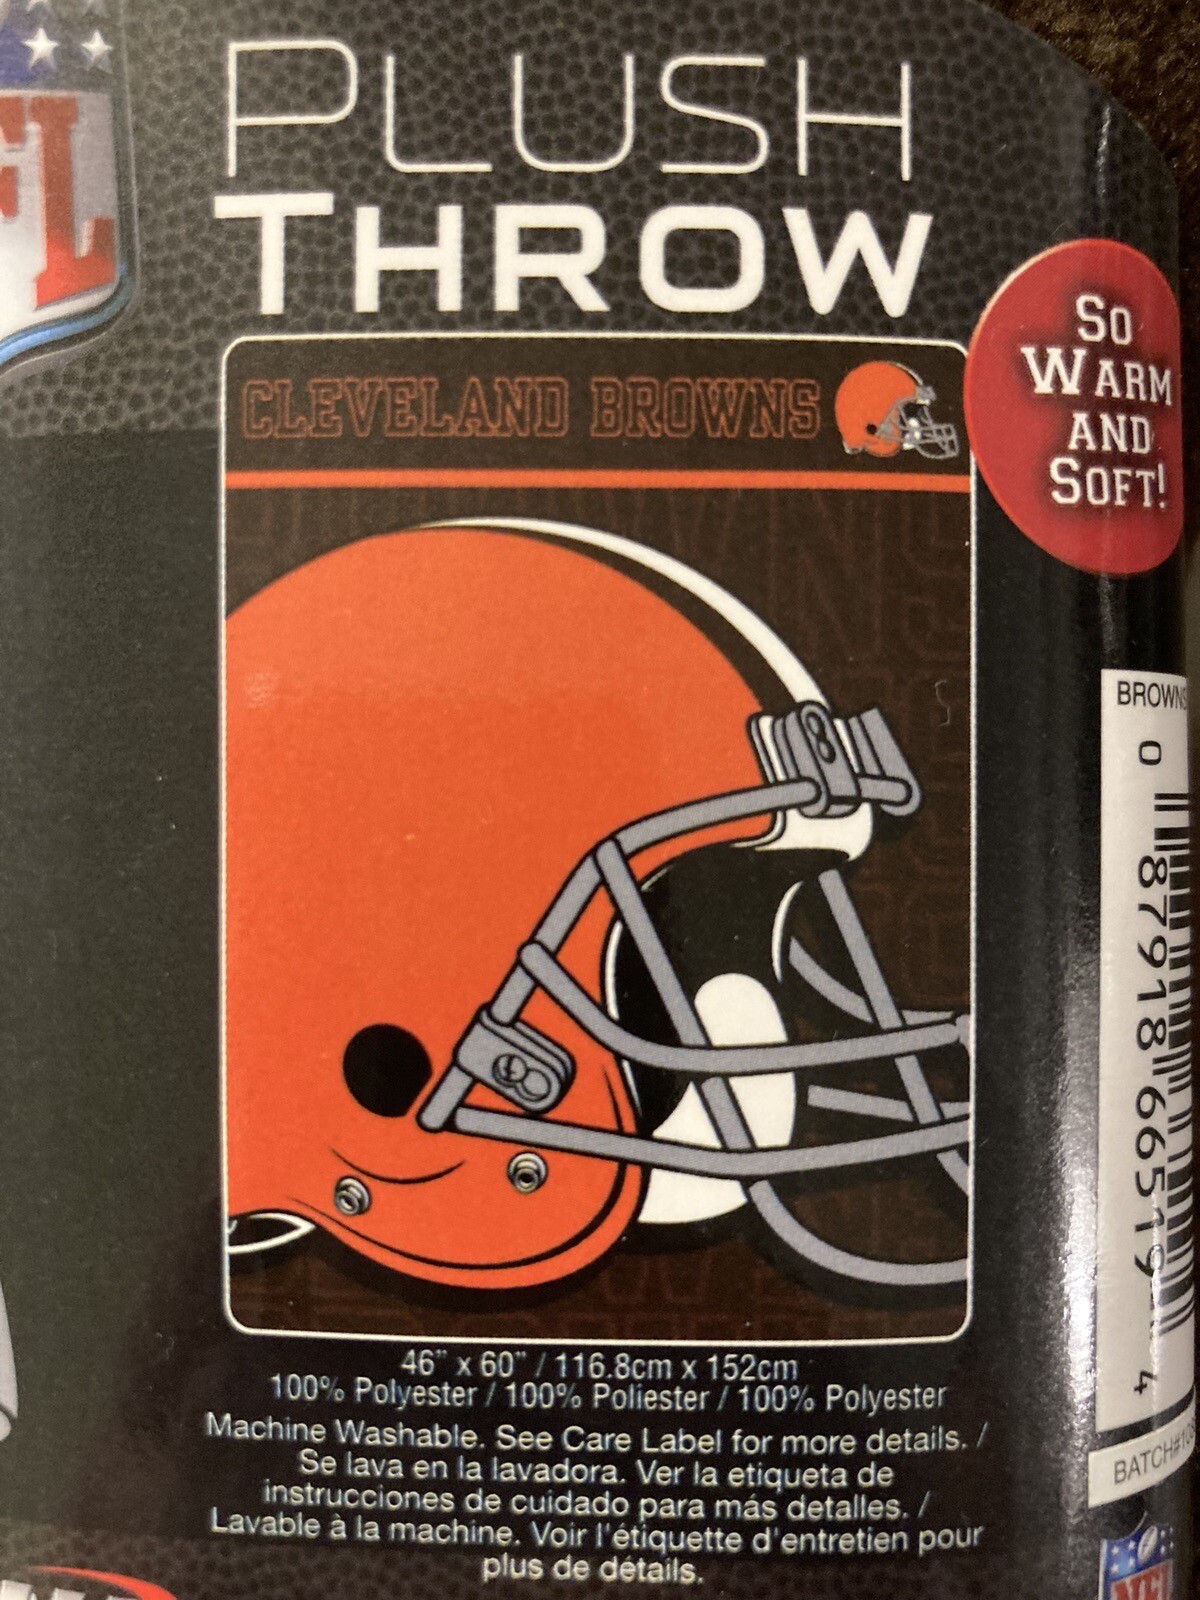 PLUSH
THROW
CLEVELAND BROWNS
SO
WARM
AND
SOFT!
BROWNS
0
87918 66519
4
46" x 60" / 116.8cm x 152cm
100% Polyester / 100% Poliester / 100% Polyester
Machine Washable. See Care Label for more details. /
Se lava en la lavadora. Ver la etiqueta de
instrucciones de cuidado para más detalles. /
Lavable à la machine. Voir l'étiquette d'entretien pour
plus de détails.
BATCH#
NFL